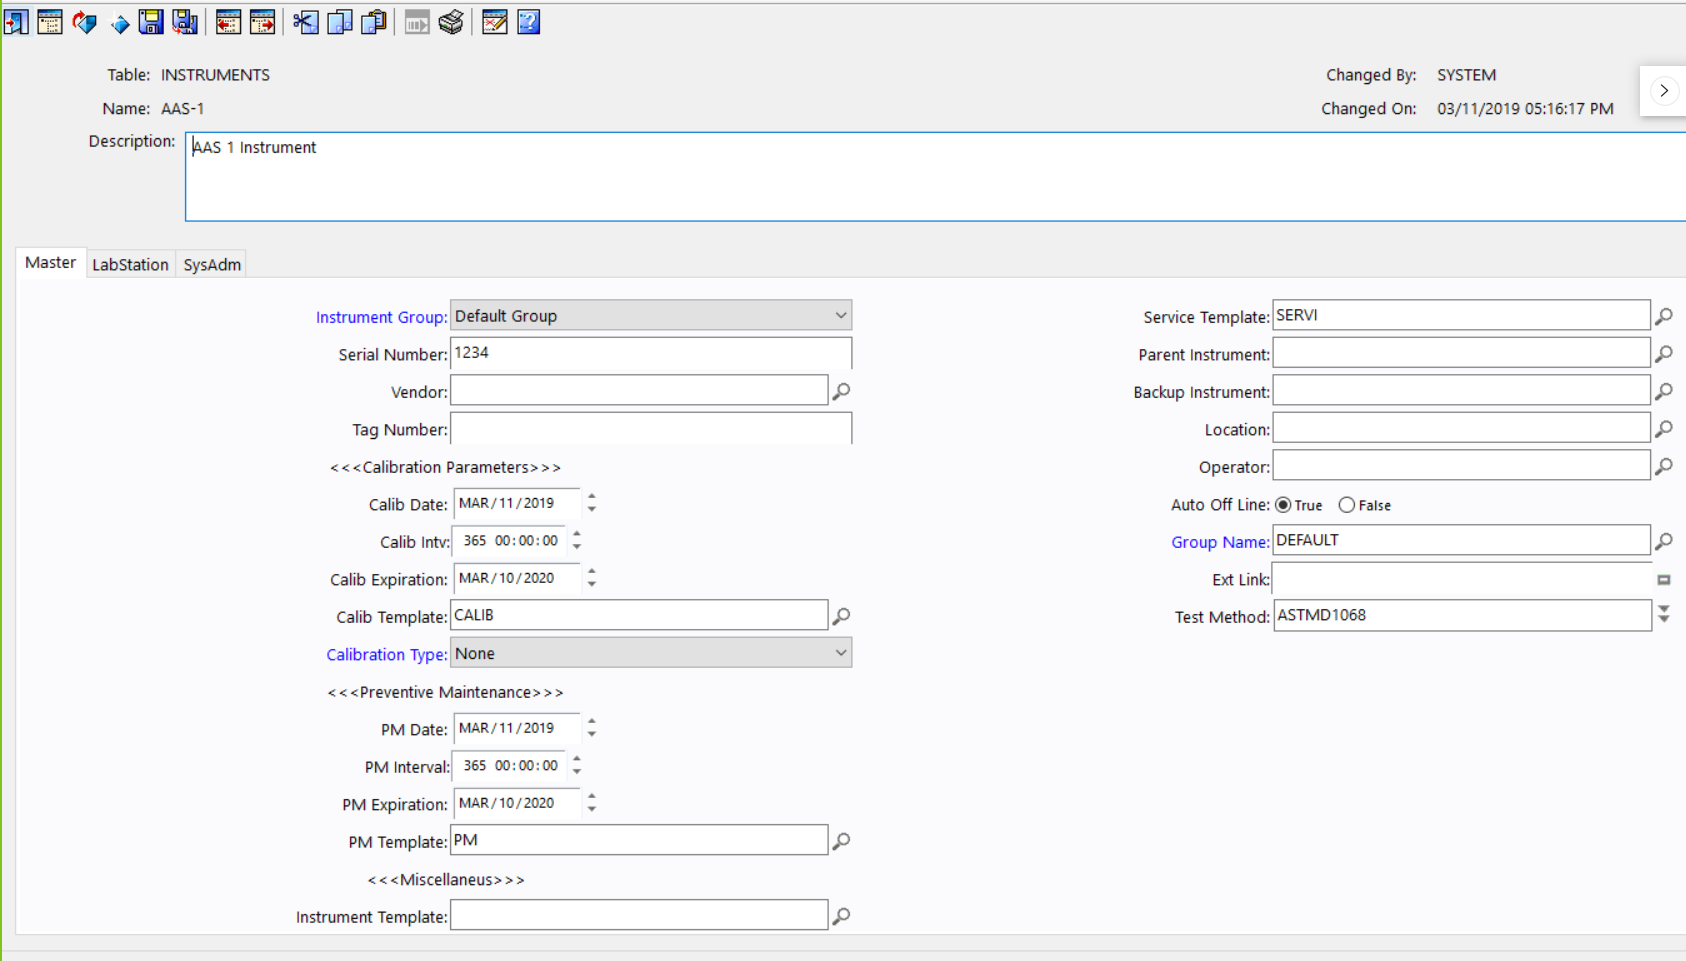 Table: INSTRUMENTS
Changed By: SYSTEM
Name: AAS-1
Changed On: 03/11/2019 05:16:17 PM
Description: AAS 1 Instrument
Master LabStation SysAdm
Instrument Group: Default Group
Serial Number: 1234
Vendor:
Tag Number:
<<<Calibration Parameters>>>
Calib Date: MAR/11/2019
Calib Intv: 365 00:00:00
Calib Expiration: MAR/10/2020
Calib Template: CALIB
Calibration Type: None
<<<Preventive Maintenance>>>
PM Date: MAR/11/2019
PM Interval: 365 00:00:00
PM Expiration: MAR/10/2020
PM Template: PM
<<<Miscellaneus>>>
Instrument Template:
Service Template: SERVI
Parent Instrument:
Backup Instrument:
Location:
Operator:
Auto Off Line: True False
Group Name: DEFAULT
Ext Link:
Test Method: ASTMD1068